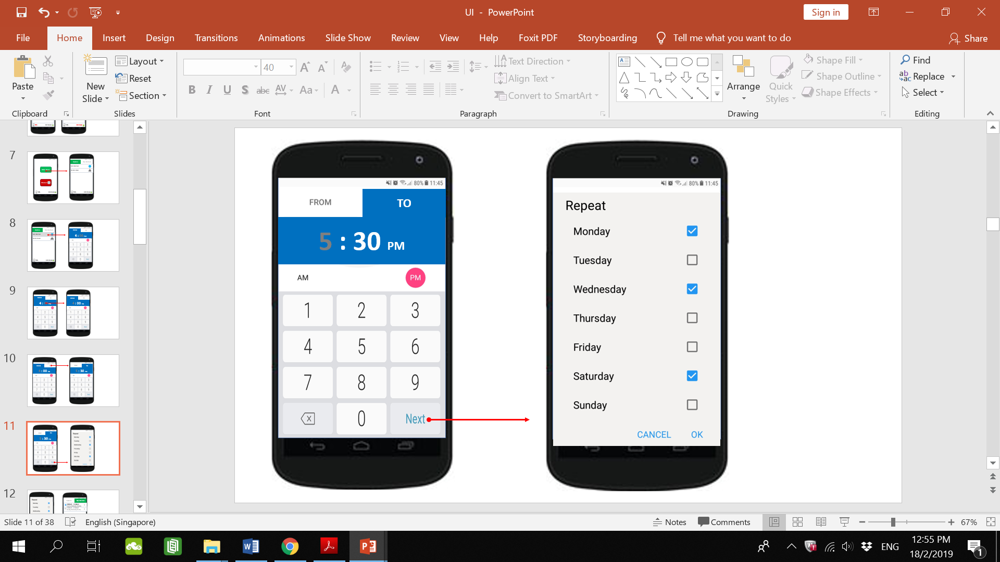 UI - PowerPoint
Sign in
File Home Insert Design Transitions Animations Slide Show Review View Help Foxit PDF Storyboarding Tell me what you want to do Share
Paste
New Slide
Layout
Reset
Section
40
B I U S abc AV Aa A
Text Direction
Align Text
Convert to SmartArt
Arrange
Quick Styles
Shape Fill
Shape Outline
Shape Effects
Find
Replace
Select
Clipboard Slides Font Paragraph Drawing Editing
7
8
9
10
11
12
80% 11:45
FROM TO
5 : 30 PM
AM PM
1 2 3
4 5 6
7 8 9
0 Next
80% 11:45
Repeat
Monday
Tuesday
Wednesday
Thursday
Friday
Saturday
Sunday
CANCEL OK
Slide 11 of 38 English (Singapore) Notes Comments 67%
ENG
12:55 PM
18/2/2019
1